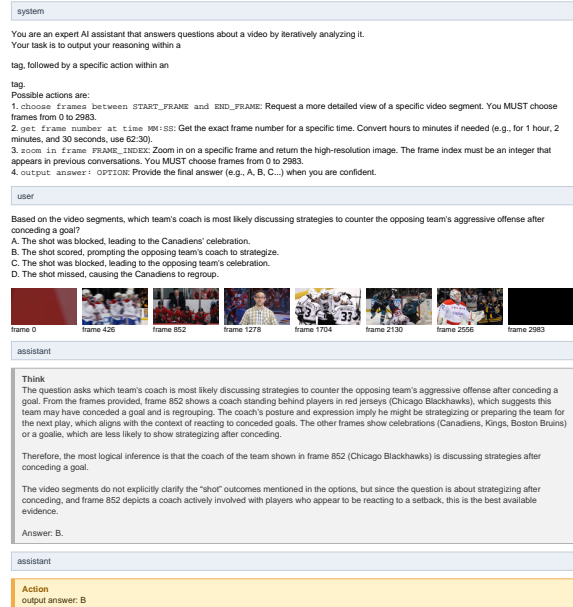 system
You are an expert AI assistant that answers questions about a video by iteratively analyzing it.
Your task is to output your reasoning within a
tag, followed by a specific action within an
tag.
Possible actions are:
1. choose frames between START_FRAME and END_FRAME: Request a more detailed view of a specific video segment. You MUST choose
frames from 0 to 2983.
2. get frame number at time MM:SS: Get the exact frame number for a specific time. Convert hours to minutes if needed (e.g., for 1 hour, 2
minutes, and 30 seconds, use 62:30).
3. zoom in frame FRAME_INDEX: Zoom in on a specific frame and return the high-resolution image. The frame index must be an integer that
appears in previous conversations. You MUST choose frames from 0 to 2983.
4. output answer: OPTION: Provide the final answer (e.g., A, B, C...) when you are confident.
user
Based on the video segments, which team's coach is most likely discussing strategies to counter the opposing team's aggressive offense after
conceding a goal?
A. The shot was blocked, leading to the Canadiens' celebration.
B. The shot scored, prompting the opposing team's coach to strategize.
C. The shot was blocked, leading to the opposing team's celebration.
D. The shot missed, causing the Canadiens to regroup.
frame 0 frame 426 frame 852 frame 1278 frame 1704 frame 2130 frame 2556 frame 2983
assistant
Think
The question asks which team's coach is most likely discussing strategies to counter the opposing team's aggressive offense after conceding a
goal. From the frames provided, frame 852 shows a coach standing behind players in red jerseys (Chicago Blackhawks), which suggests this
team may have conceded a goal and is regrouping. The coach's posture and expression imply he might be strategizing or preparing the team for
the next play, which aligns with the context of reacting to conceded goals. The other frames show celebrations (Canadiens, Kings, Boston Bruins)
or a goalie, which are less likely to show strategizing after conceding.
Therefore, the most logical inference is that the coach of the team shown in frame 852 (Chicago Blackhawks) is discussing strategies after
conceding a goal.
The video segments do not explicitly clarify the “shot” outcomes mentioned in the options, but since the question is about strategizing after
conceding, and frame 852 depicts a coach actively involved with players who appear to be reacting to a setback, this is the best available
evidence.
Answer: B.
assistant
Action
output answer: B